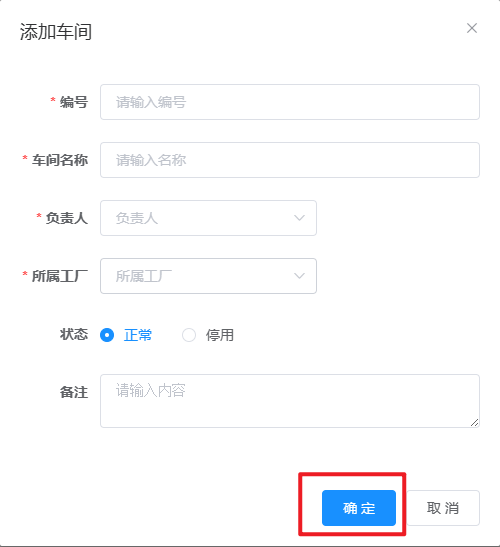 添加车间
* 编号 请输入编号
* 车间名称 请输入名称
* 负责人 负责人
* 所属工厂 所属工厂
状态 正常 停用
备注 请输入内容
确 定 取 消